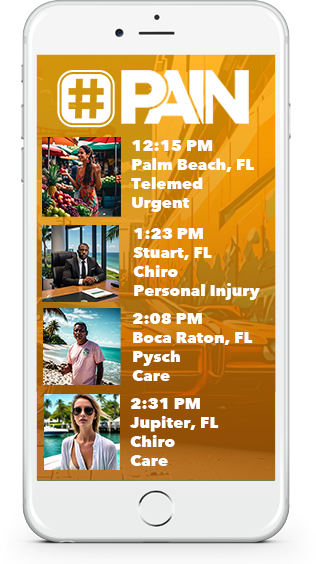 #PAIN
12:15 PM
Palm Beach, FL
Telemed
Urgent
1:23 PM
Stuart, FL
Chiro
Personal Injury
2:08 PM
Boca Raton, FL
Pysch
Care
2:31 PM
Jupiter, FL
Chiro
Care